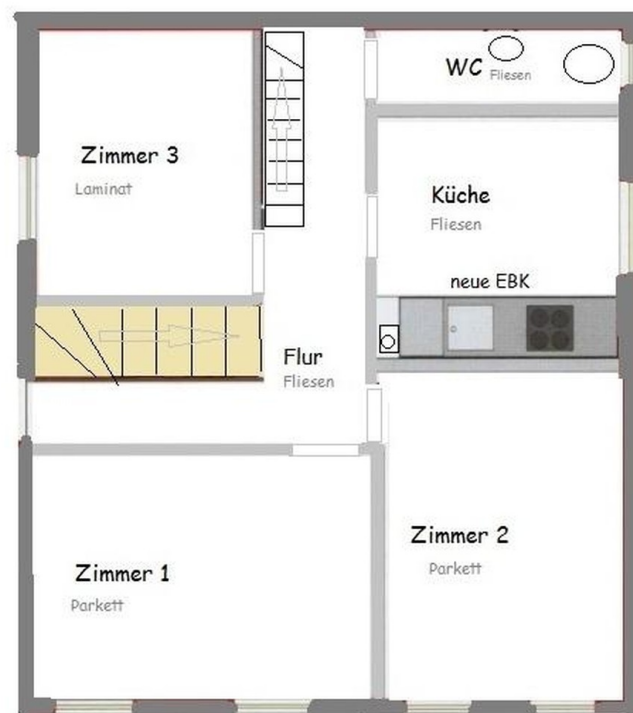 WC Fliesen
Zimmer 3
Laminat
Küche
Fliesen
neue EBK
Flur
Fliesen
Zimmer 2
Parkett
Zimmer 1
Parkett